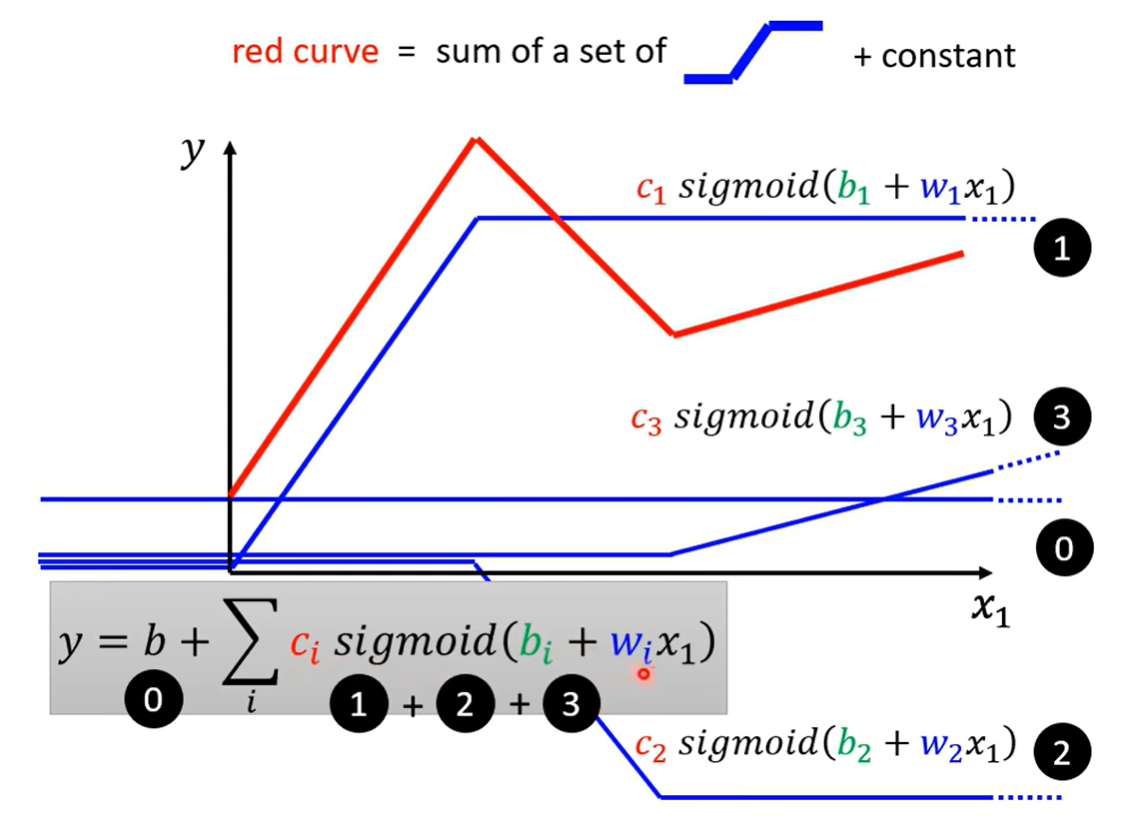 red curve = sum of a set of + constant
y
c₁ sigmoid(b₁ + w₁x₁)
1
c₃ sigmoid(b₃ + w₃x₁)
3
0
x₁
y = b + ∑ᵢ cᵢ sigmoid(bᵢ + wᵢx₁)
0 1 + 2 + 3
c₂ sigmoid(b₂ + w₂x₁)
2